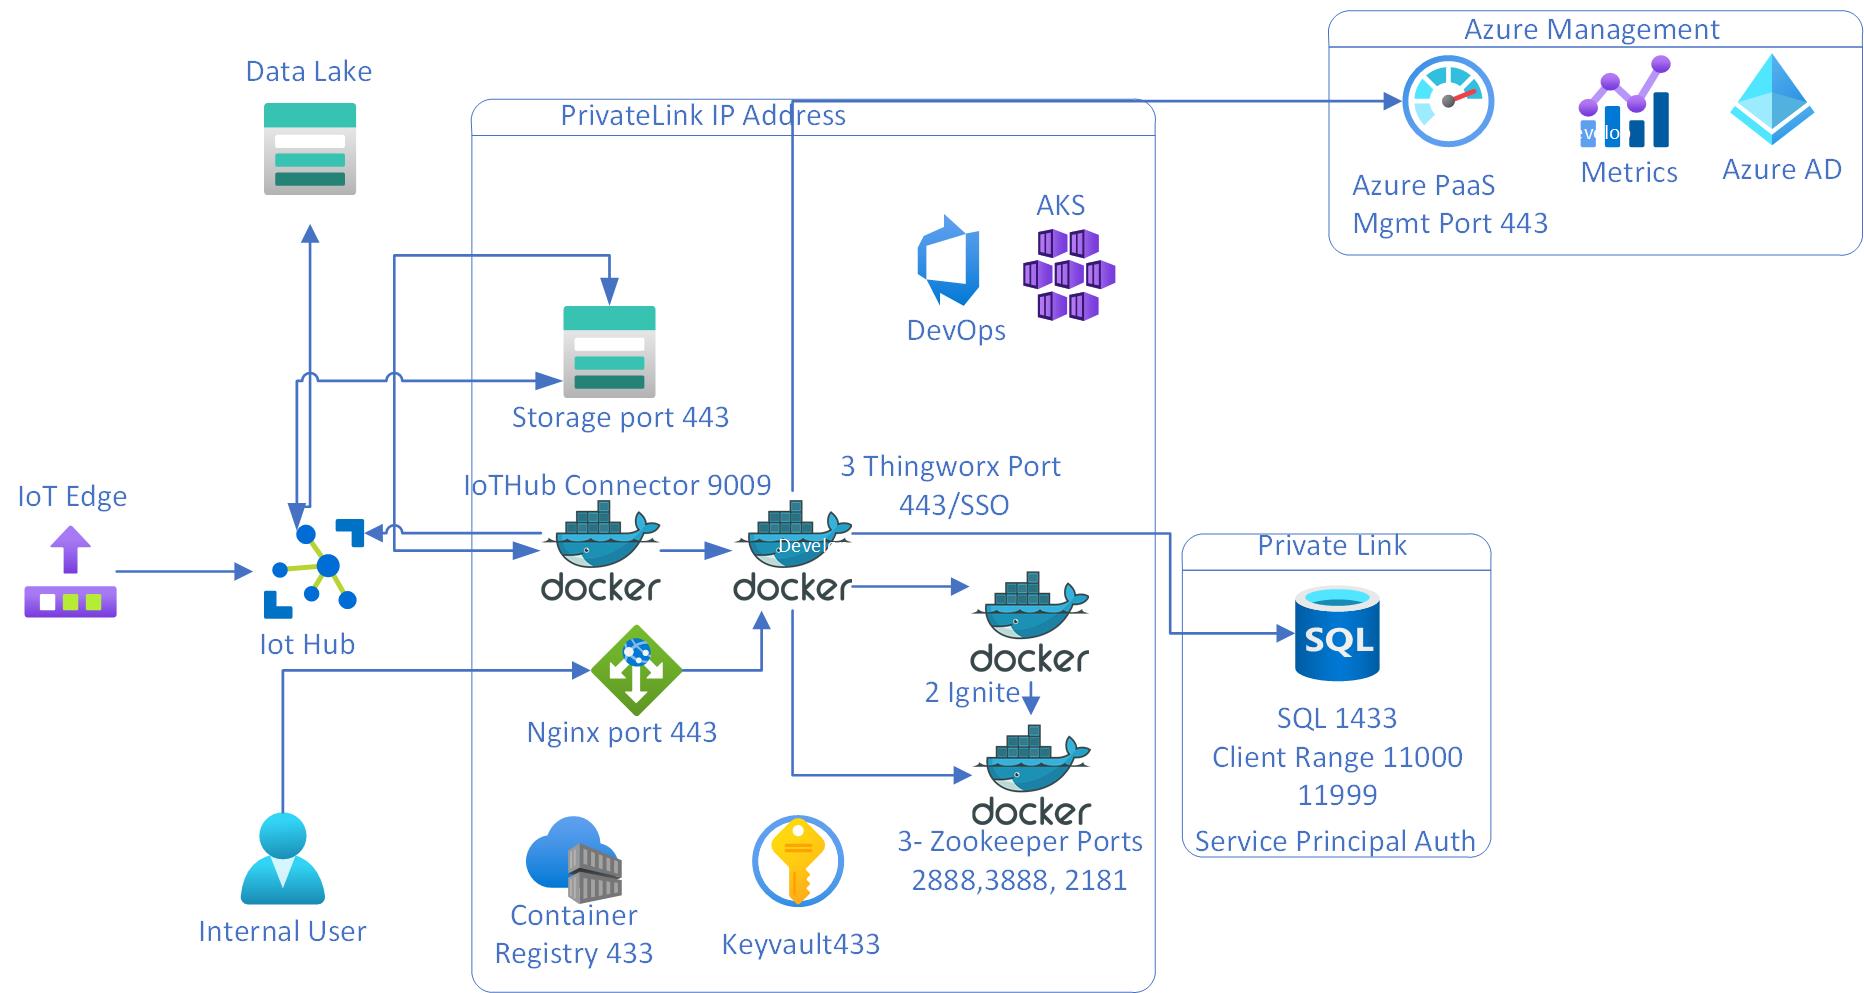 Azure Management
Data Lake
PrivateLink IP Address
evelop
Metrics
Azure AD
Azure PaaS
Mgmt Port 443
AKS
DevOps
Storage port 443
3 Thingworx Port
443/SSO
IoTHub Connector 9009
IoT Edge
Develo
docker
docker
Private Link
SQL
Iot Hub
docker
2 Ignite
Nginx port 443
SQL 1433
Client Range 11000
11999
Service Principal Auth
docker
3- Zookeeper Ports
2888,3888, 2181
Internal User
Container
Registry 433
Keyvault433